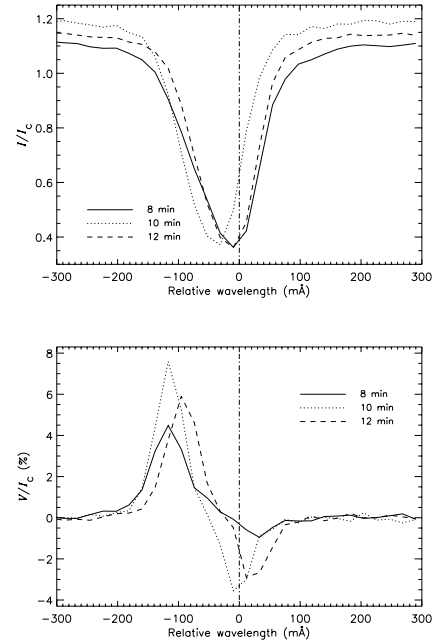 1.2
1.0
0.8
0.6
0.4
I/I_C
8 min
10 min
12 min
-300 -200 -100 0 100 200 300
Relative wavelength (mÅ)
8
6
4
2
0
-2
-4
V/I_C (%)
8 min
10 min
12 min
-300 -200 -100 0 100 200 300
Relative wavelength (mÅ)